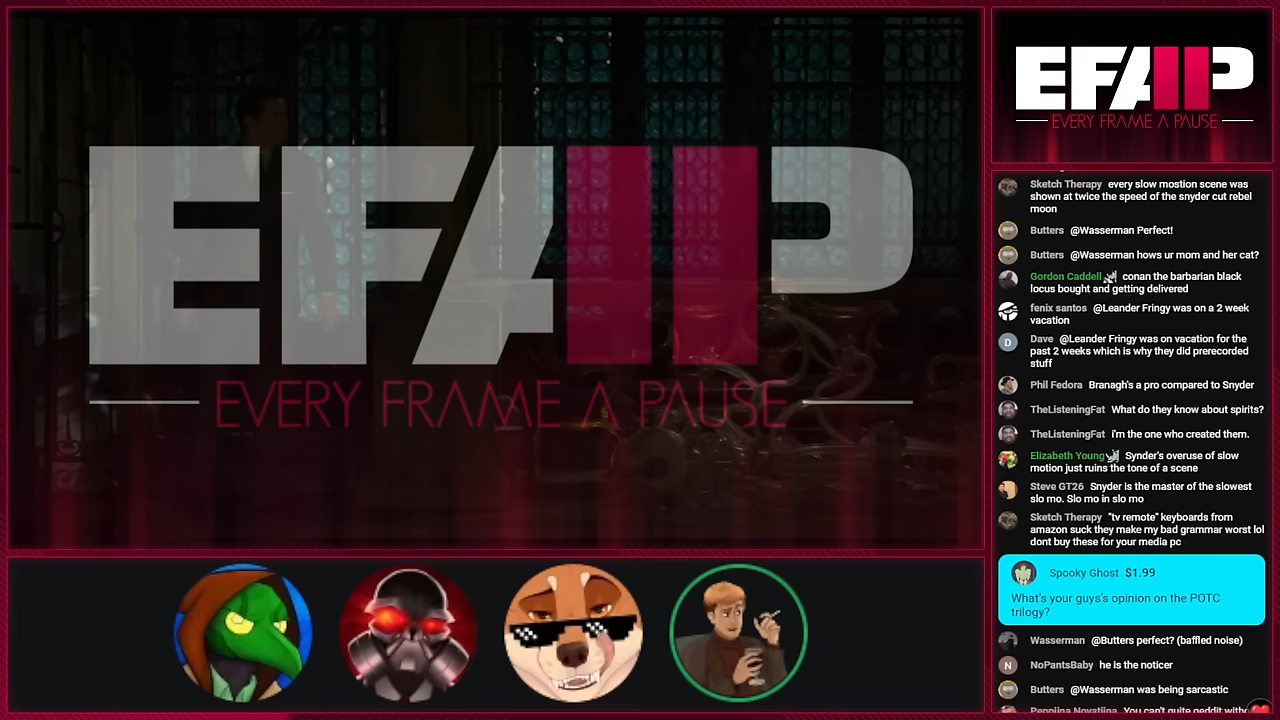 EFAP
EVERY FRAME A PAUSE
EFAP
EVERY FRAME A PAUSE
Sketch Therapy every slow mostion scene was
shown at twice the speed of the snyder cut rebel
moon
Butters @Wasserman Perfect!
Butters @Wasserman hows ur mom and her cat?
Gordon Caddell conan the barbarian black
locus bought and getting delivered
fenix santos @Leander Fringy was on a 2 week
vacation
D
Dave @Leander Fringy was on vacation for the
past 2 weeks which is why they did prerecorded
stuff
Phil Fedora Branagh's a pro compared to Snyder
TheListeningFat What do they know about spirits?
TheListeningFat i'm the one who created them.
Elizabeth Young Synder's overuse of slow
motion just ruins the tone of a scene
Steve GT26 Snyder is the master of the slowest
slo mo. Slo mo in slo mo
Sketch Therapy "tv remote" keyboards from
amazon suck they make my bad grammar worst lol
dont buy these for your media pc
Spooky Ghost $1.99
What's your guys's opinion on the POTC
trilogy?
Wasserman @Butters perfect? (baffled noise)
N
NoPantsBaby he is the noticer
Butters @Wasserman was being sarcastic
You can't quite